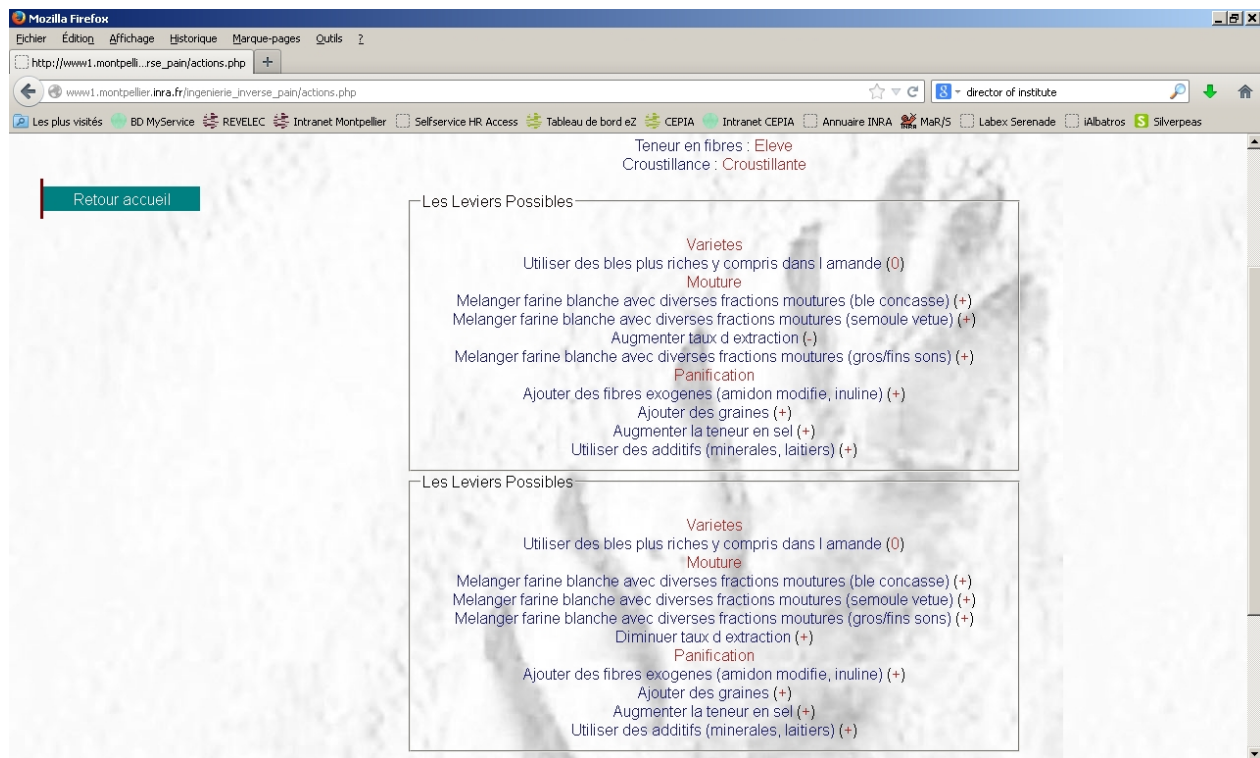 Mozilla Firefox
Fichier Édition Affichage Historique Marque-pages Outils ?
http://www1.montpelli...rse_pain/actions.php +
www1.montpellier.inra.fr/ingenierie_inverse_pain/actions.php
director of institute
Les plus visités BD MyService REVELEC Intranet Montpellier Selfservice HR Access Tableau de bord eZ CEPIA Intranet CEPIA Annuaire INRA MaR/S Labex Serenade iAlbatros Silverpeas
Teneur en fibres : Eleve
Croustillance : Croustillante
Retour accueil
Les Leviers Possibles
Varietes
Utiliser des bles plus riches y compris dans l amande (0)
Mouture
Melanger farine blanche avec diverses fractions moutures (ble concasse) (+)
Melanger farine blanche avec diverses fractions moutures (semoule vetue) (+)
Augmenter taux d extraction (-)
Melanger farine blanche avec diverses fractions moutures (gros/fins sons) (+)
Panification
Ajouter des fibres exogenes (amidon modifie, inuline) (+)
Ajouter des graines (+)
Augmenter la teneur en sel (+)
Utiliser des additifs (minerales, laitiers) (+)
Les Leviers Possibles
Varietes
Utiliser des bles plus riches y compris dans l amande (0)
Mouture
Melanger farine blanche avec diverses fractions moutures (ble concasse) (+)
Melanger farine blanche avec diverses fractions moutures (semoule vetue) (+)
Melanger farine blanche avec diverses fractions moutures (gros/fins sons) (+)
Diminuer taux d extraction (+)
Panification
Ajouter des fibres exogenes (amidon modifie, inuline) (+)
Ajouter des graines (+)
Augmenter la teneur en sel (+)
Utiliser des additifs (minerales, laitiers) (+)